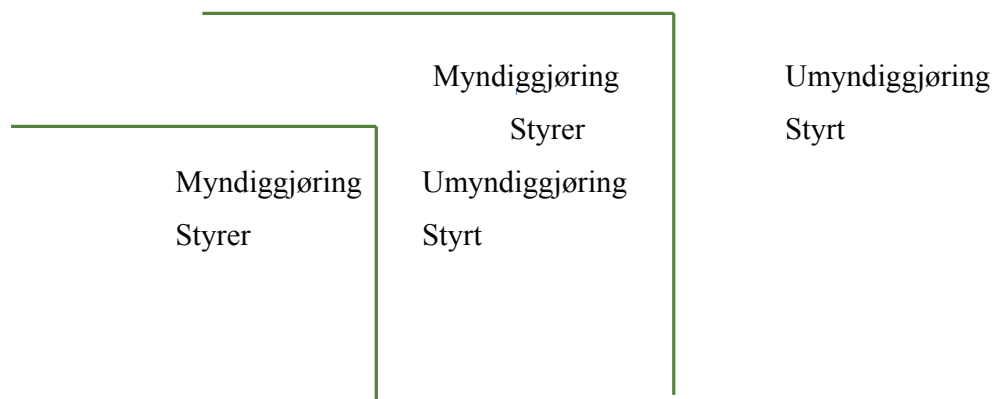 Myndiggjøring
Umyndiggjøring
Styrer
Styrt
Myndiggjøring
Umyndiggjøring
Styrer
Styrt